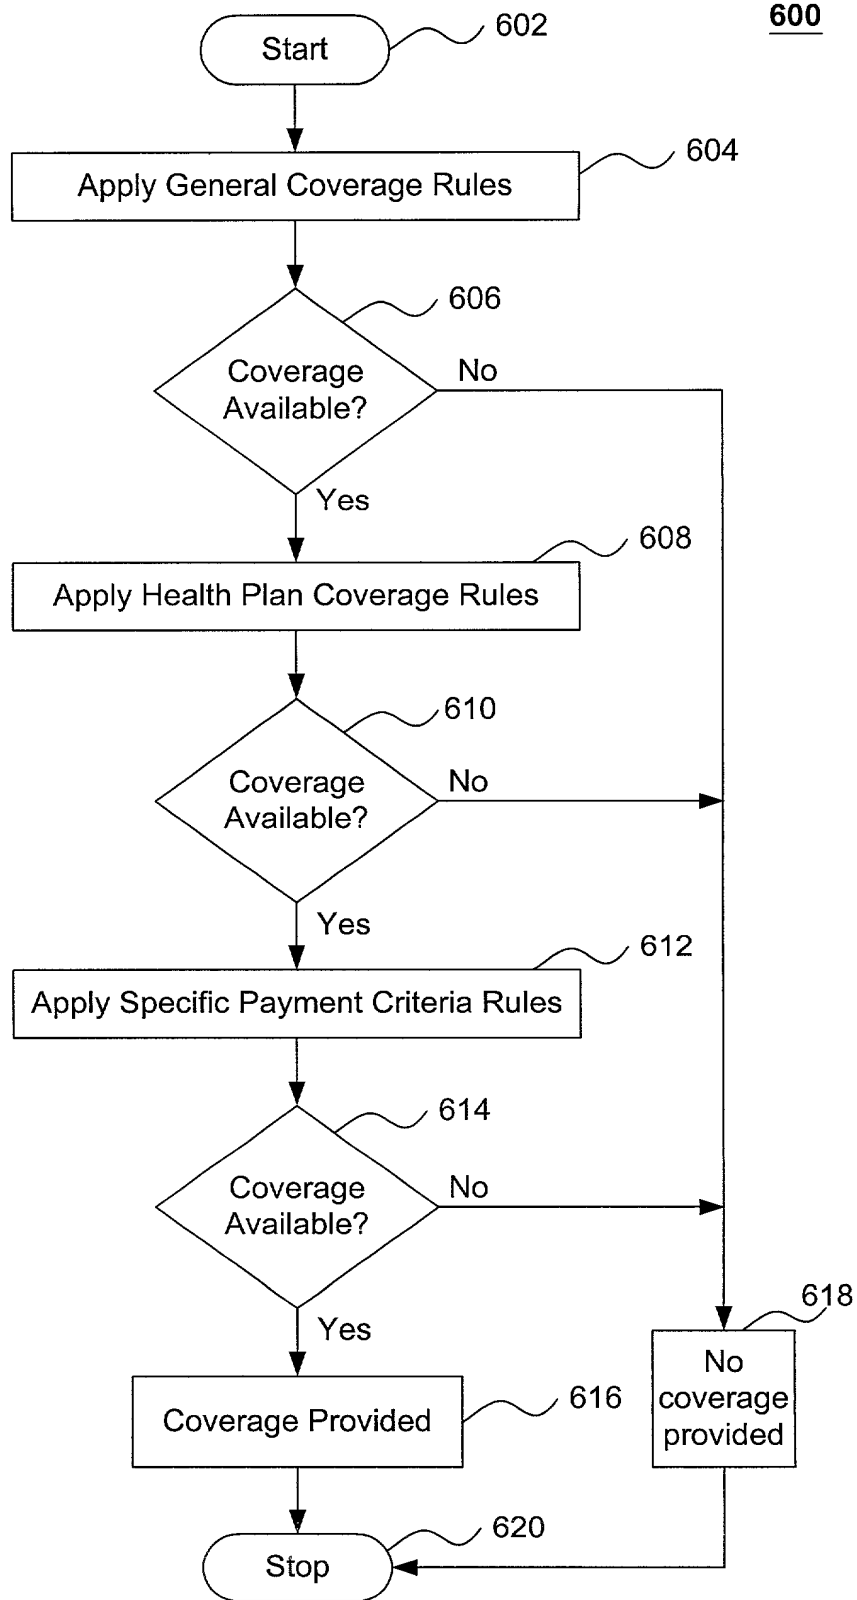 600
Start
602
Apply General Coverage Rules
604
606
Coverage
Available?
No
Yes
608
Apply Health Plan Coverage Rules
610
Coverage
Available?
No
Yes
612
Apply Specific Payment Criteria Rules
614
Coverage
Available?
No
Yes
618
No
coverage
provided
Coverage Provided
616
620
Stop